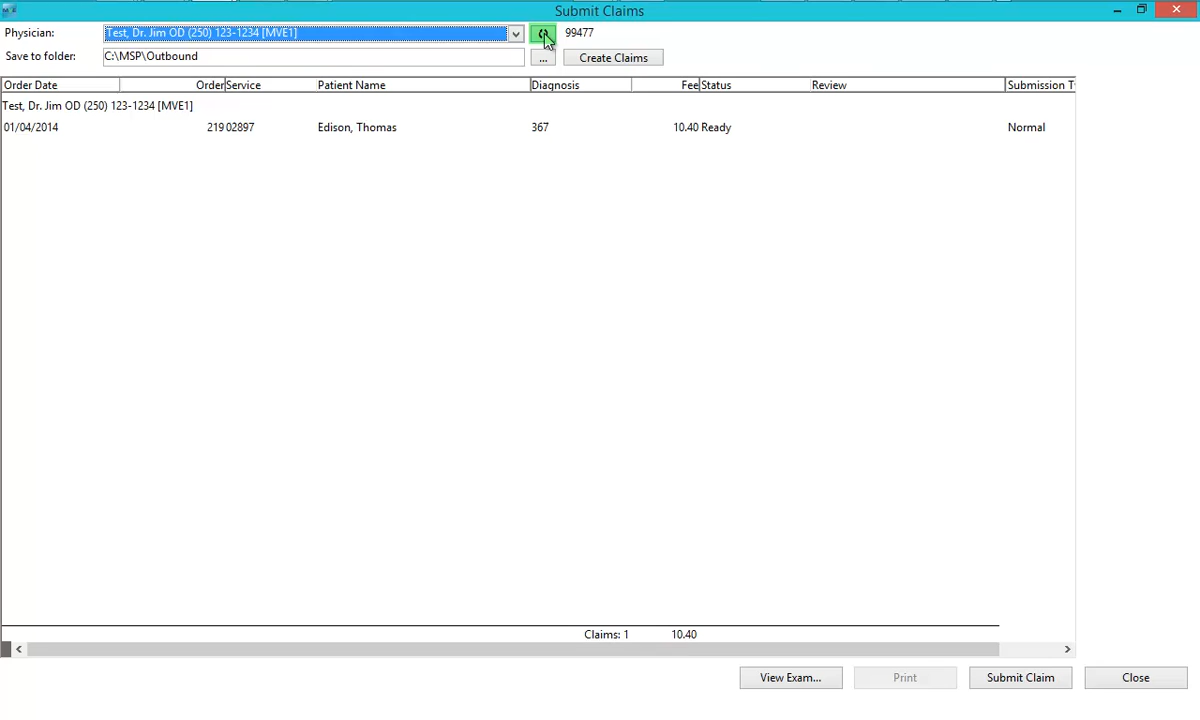 Submit Claims
Physician: Test, Dr. Jim OD (250) 123-1234 [MVE1] 99477
Save to folder: C:\MSP\Outbound ... Create Claims
Order Date Order Service Patient Name Diagnosis Fee Status Review Submission T
Test, Dr. Jim OD (250) 123-1234 [MVE1]
01/04/2014 219 02897 Edison, Thomas 367 10.40 Ready Normal
Claims: 1 10.40
View Exam... Print Submit Claim Close